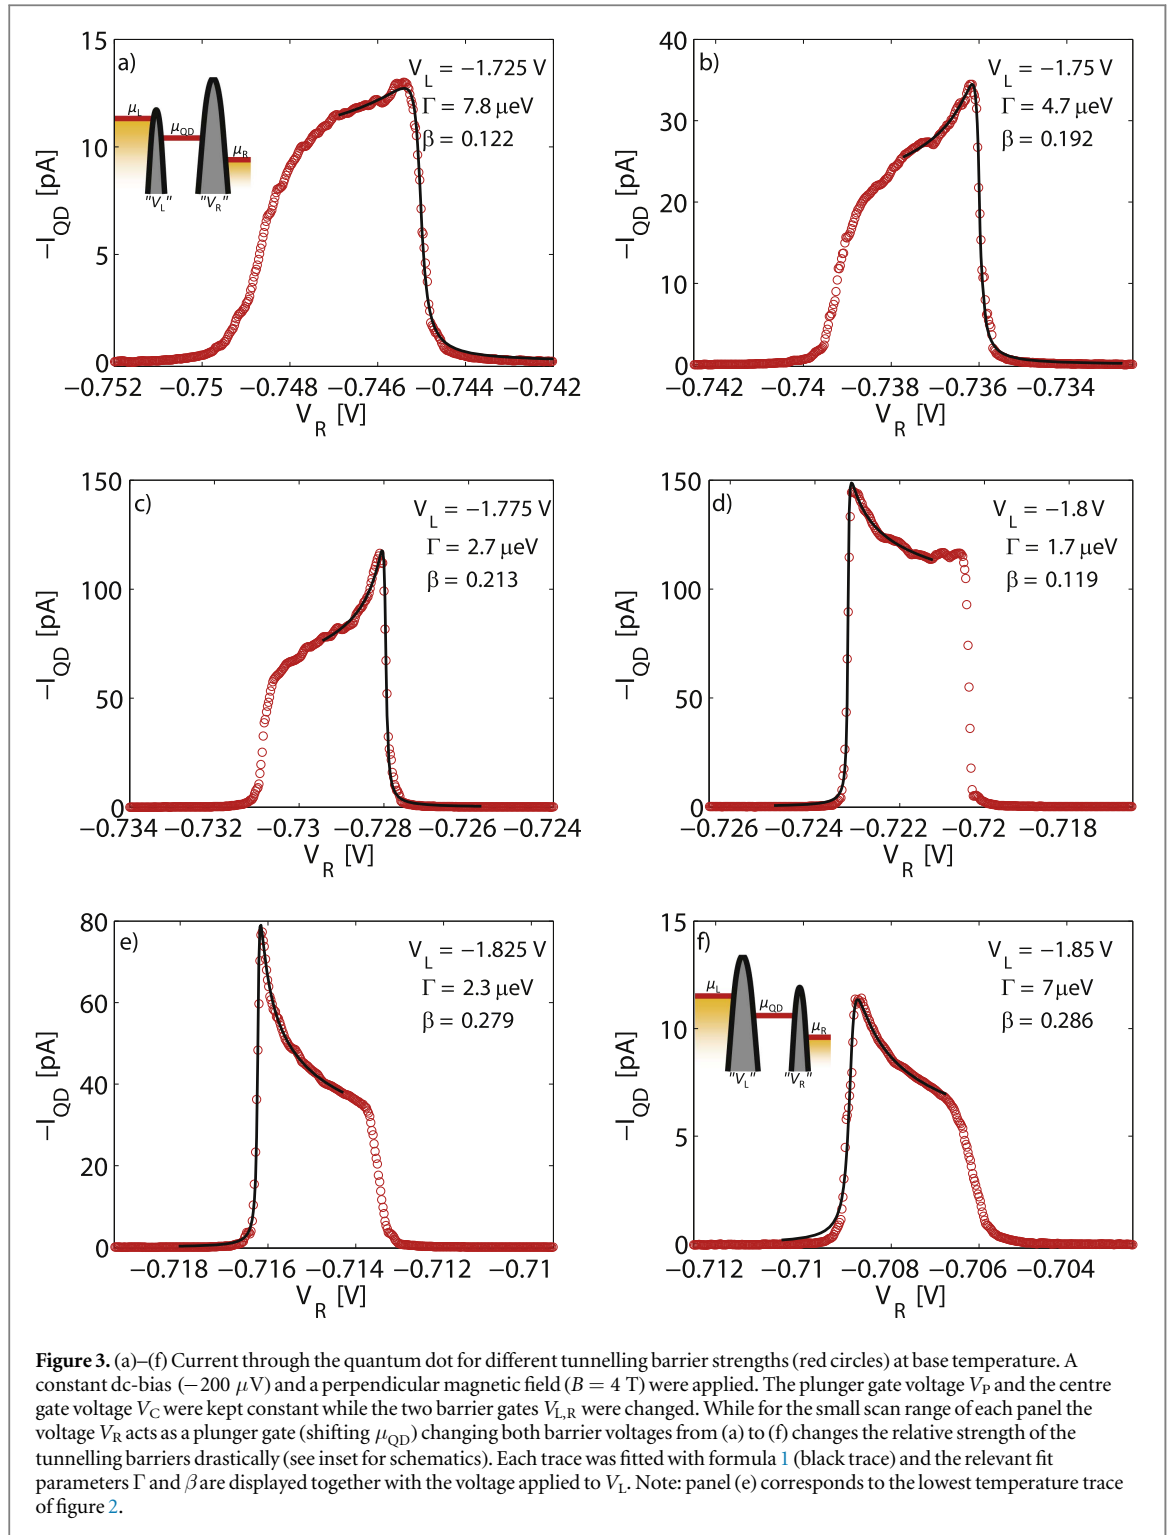 a)
V_L = −1.725 V
Γ = 7.8 μeV
β = 0.122
μ_L
μ_QD
μ_R
"V_L" "V_R"
15
10
5
0
−I_QD [pA]
−0.752 −0.75 −0.748 −0.746 −0.744 −0.742
V_R [V]
b)
V_L = −1.75 V
Γ = 4.7 μeV
β = 0.192
40
30
20
10
0
−I_QD [pA]
−0.742 −0.74 −0.738 −0.736 −0.734
V_R [V]
c)
V_L = −1.775 V
Γ = 2.7 μeV
β = 0.213
150
100
50
0
−I_QD [pA]
−0.734 −0.732 −0.73 −0.728 −0.726 −0.724
V_R [V]
d)
V_L = −1.8 V
Γ = 1.7 μeV
β = 0.119
150
100
50
0
−I_QD [pA]
−0.726 −0.724 −0.722 −0.72 −0.718
V_R [V]
e)
V_L = −1.825 V
Γ = 2.3 μeV
β = 0.279
80
60
40
20
0
−I_QD [pA]
−0.718 −0.716 −0.714 −0.712 −0.71
V_R [V]
f)
V_L = −1.85 V
Γ = 7 μeV
β = 0.286
μ_L
μ_QD
μ_R
"V_L" "V_R"
15
10
5
0
−I_QD [pA]
−0.712 −0.71 −0.708 −0.706 −0.704
V_R [V]
Figure 3. (a)–(f) Current through the quantum dot for different tunnelling barrier strengths (red circles) at base temperature. A
constant dc-bias (−200 μV) and a perpendicular magnetic field (B = 4 T) were applied. The plunger gate voltage V_P and the centre
gate voltage V_C were kept constant while the two barrier gates V_L,R were changed. While for the small scan range of each panel the
voltage V_R acts as a plunger gate (shifting μ_QD) changing both barrier voltages from (a) to (f) changes the relative strength of the
tunnelling barriers drastically (see inset for schematics). Each trace was fitted with formula 1 (black trace) and the relevant fit
parameters Γ and β are displayed together with the voltage applied to V_L. Note: panel (e) corresponds to the lowest temperature trace
of figure 2.